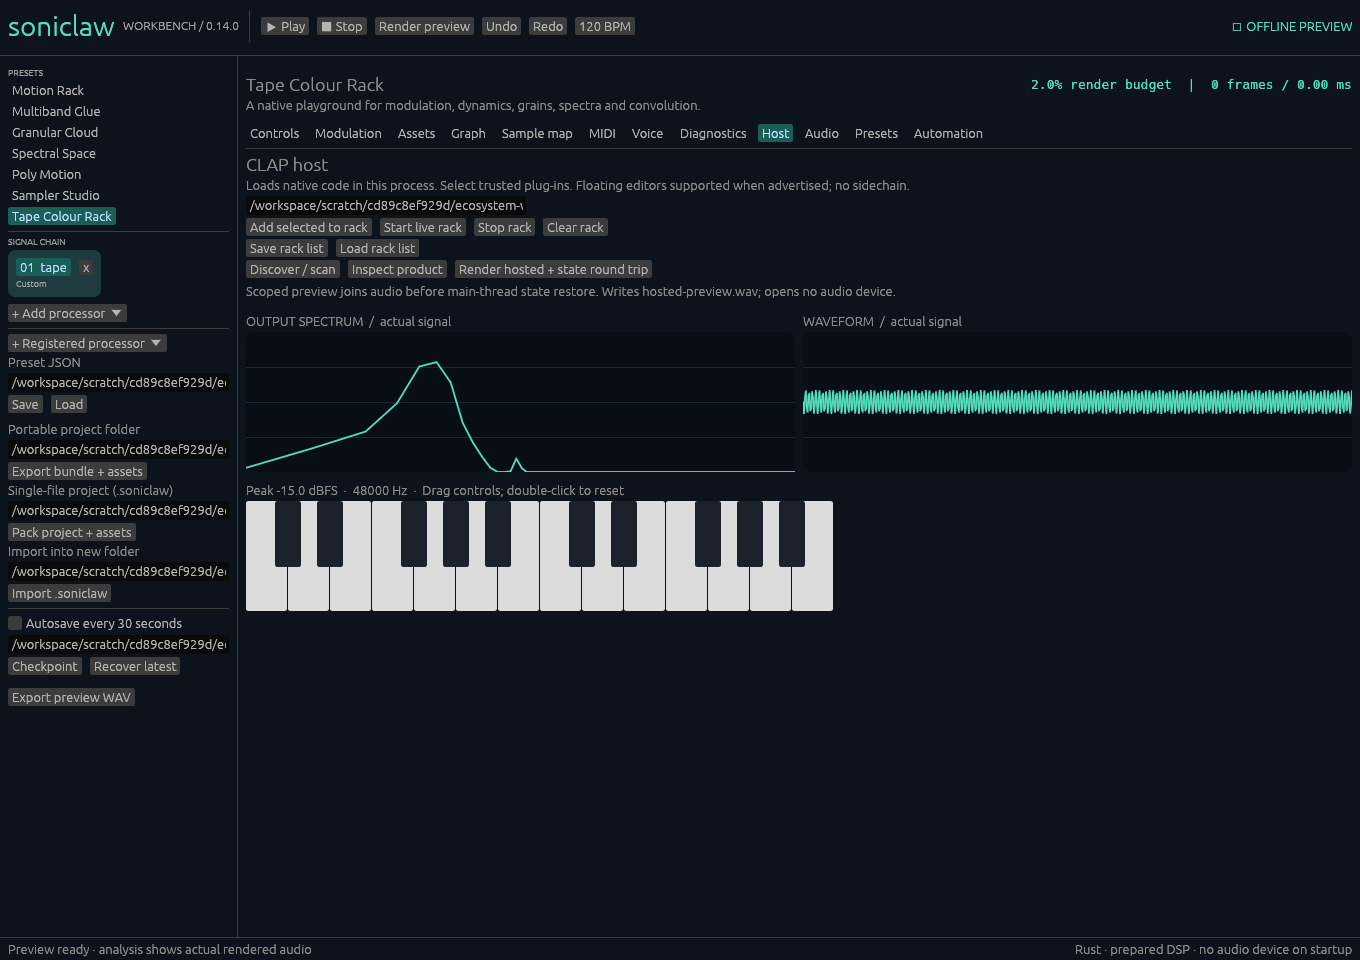 soniclaw WORKBENCH / 0.14.0 Play Stop Render preview Undo Redo 120 BPM OFFLINE PREVIEW
PRESETS
Motion Rack
Multiband Glue
Granular Cloud
Spectral Space
Poly Motion
Sampler Studio
Tape Colour Rack
SIGNAL CHAIN
01 tape x
Custom
+ Add processor
+ Registered processor
Preset JSON
/workspace/scratch/cd89c8ef929d/e
Save Load
Portable project folder
/workspace/scratch/cd89c8ef929d/e
Export bundle + assets
Single-file project (.soniclaw)
/workspace/scratch/cd89c8ef929d/e
Pack project + assets
Import into new folder
/workspace/scratch/cd89c8ef929d/e
Import .soniclaw
Autosave every 30 seconds
/workspace/scratch/cd89c8ef929d/e
Checkpoint Recover latest
Export preview WAV
Tape Colour Rack 2.0% render budget | 0 frames / 0.00 ms
A native playground for modulation, dynamics, grains, spectra and convolution.
Controls Modulation Assets Graph Sample map MIDI Voice Diagnostics Host Audio Presets Automation
CLAP host
Loads native code in this process. Select trusted plug-ins. Floating editors supported when advertised; no sidechain.
/workspace/scratch/cd89c8ef929d/ecosystem-
Add selected to rack Start live rack Stop rack Clear rack
Save rack list Load rack list
Discover / scan Inspect product Render hosted + state round trip
Scoped preview joins audio before main-thread state restore. Writes hosted-preview.wav; opens no audio device.
OUTPUT SPECTRUM / actual signal WAVEFORM / actual signal
Peak -15.0 dBFS · 48000 Hz · Drag controls; double-click to reset
Preview ready · analysis shows actual rendered audio Rust · prepared DSP · no audio device on startup